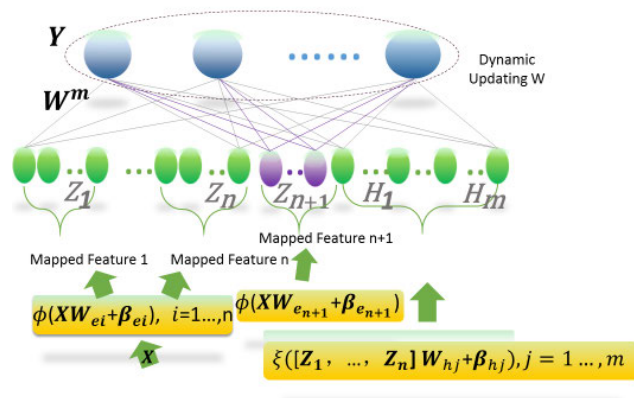 Y
Dynamic
Updating W
W^m
Z_1 Z_n Z_{n+1} H_1 H_m
Mapped Feature n+1
Mapped Feature 1 Mapped Feature n
ϕ(XW_{ei}+β_{ei}), i=1…,n ϕ(XW_{e_{n+1}}+β_{e_{n+1}})
X
ξ([Z_1, …, Z_n] W_{hj}+β_{hj}), j = 1 …, m